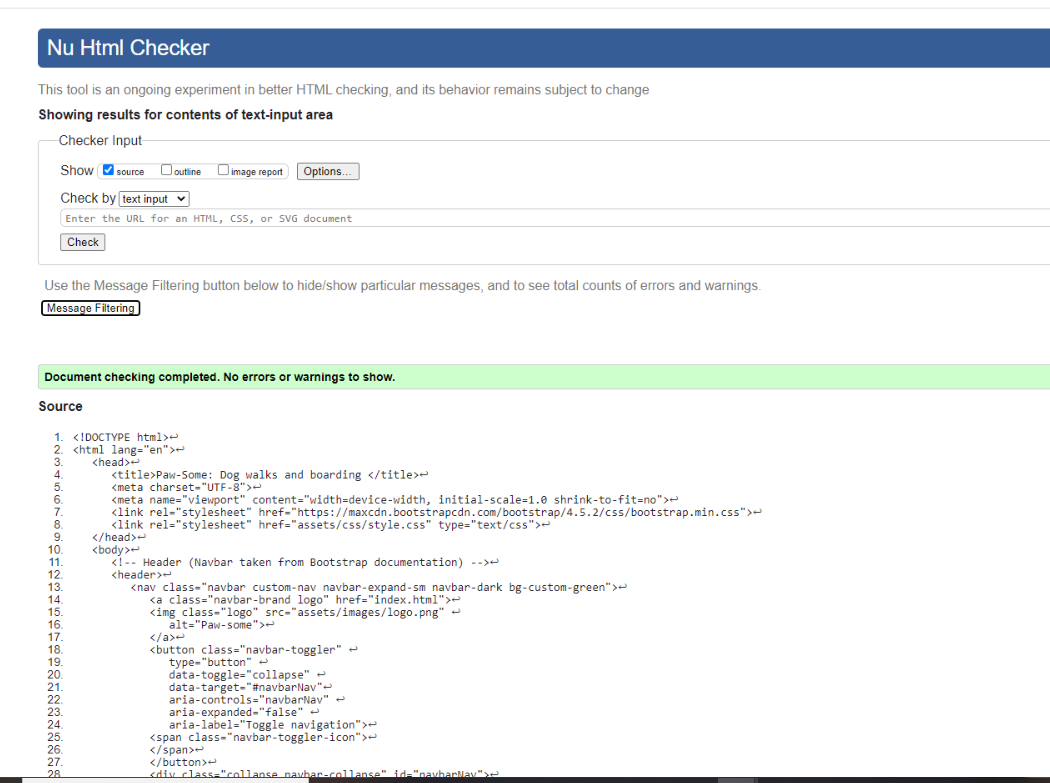 Nu Html Checker
This tool is an ongoing experiment in better HTML checking, and its behavior remains subject to change
Showing results for contents of text-input area
Checker Input
Show source outline image report Options...
Check by text input
Enter the URL for an HTML, CSS, or SVG document
Check
Use the Message Filtering button below to hide/show particular messages, and to see total counts of errors and warnings.
Message Filtering
Document checking completed. No errors or warnings to show.
Source
1. <!DOCTYPE html>↩
2. <html lang="en">↩
3. <head>↩
4. <title>Paw-Some: Dog walks and boarding </title>↩
5. <meta charset="UTF-8">↩
6. <meta name="viewport" content="width=device-width, initial-scale=1.0 shrink-to-fit=no">↩
7. <link rel="stylesheet" href="https://maxcdn.bootstrapcdn.com/bootstrap/4.5.2/css/bootstrap.min.css">↩
8. <link rel="stylesheet" href="assets/css/style.css" type="text/css">↩
9. </head>↩
10. <body>↩
11. <!-- Header (Navbar taken from Bootstrap documentation) -->↩
12. <header>↩
13. <nav class="navbar custom-nav navbar-expand-sm navbar-dark bg-custom-green">↩
14. <a class="navbar-brand logo" href="index.html">↩
15. <img class="logo" src="assets/images/logo.png" ↩
16. alt="Paw-some">↩
17. </a>↩
18. <button class="navbar-toggler" ↩
19. type="button" ↩
20. data-toggle="collapse" ↩
21. data-target="#navbarNav"↩
22. aria-controls="navbarNav" ↩
23. aria-expanded="false" ↩
24. aria-label="Toggle navigation">↩
25. <span class="navbar-toggler-icon">↩
26. </span>↩
27. </button>↩
28. <div class="collapse navbar-collapse" id="navbarNav">↩